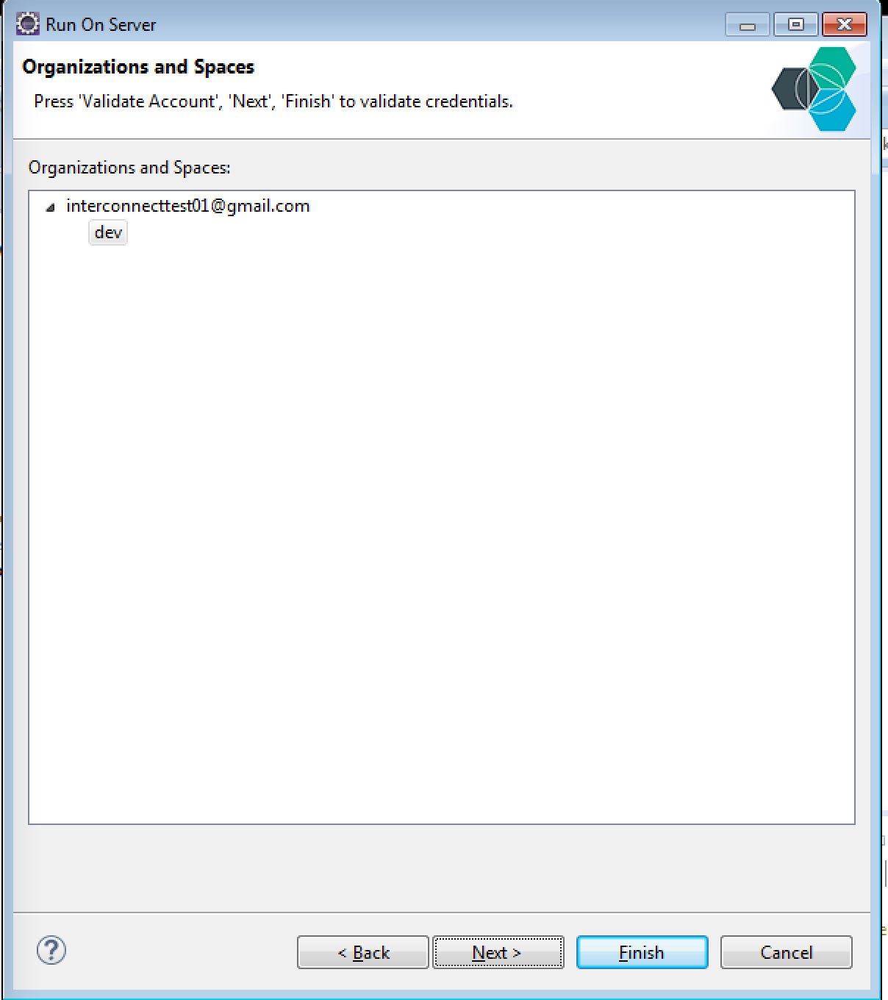 Run On Server
Organizations and Spaces
Press 'Validate Account', 'Next', 'Finish' to validate credentials.
Organizations and Spaces:
interconnecttest01@gmail.com
dev
< Back
Next >
Finish
Cancel